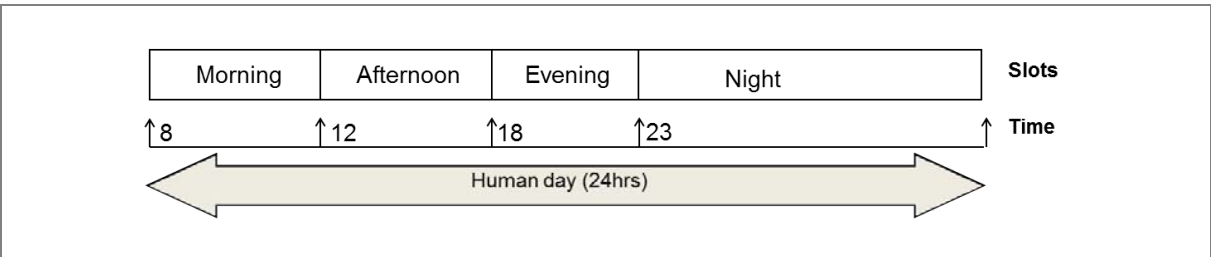 Morning Afternoon Evening Night Slots
8 12 18 23 Time
Human day (24hrs)